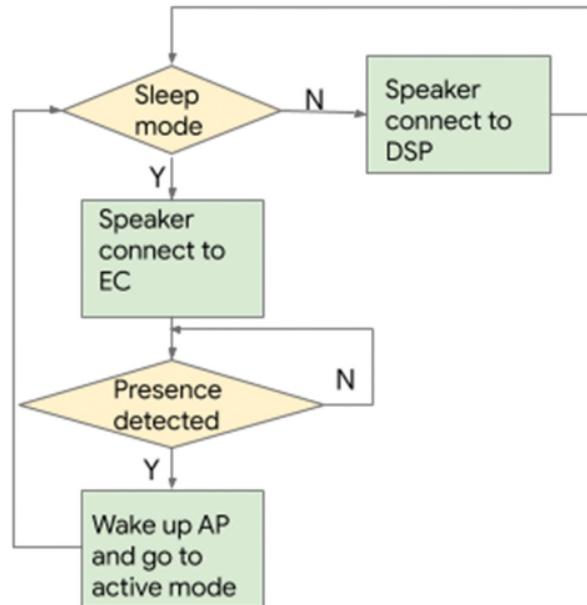 Sleep
mode
N
Speaker
connect to
DSP
Y
Speaker
connect to
EC
Presence
detected
N
Y
Wake up AP
and go to
active mode